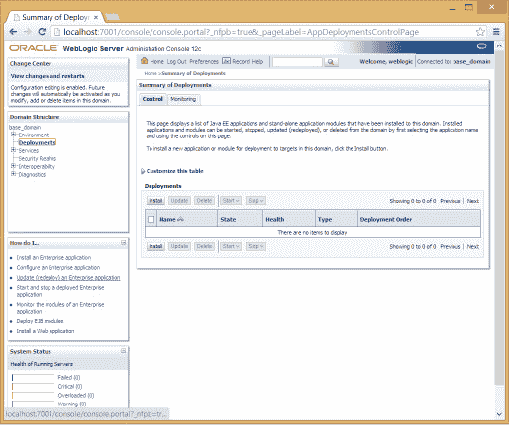 Summary of Deploy
localhost:7001/console/console.portal?_nfpb=true&_pageLabel=AppDeploymentsControlPage
ORACLE WebLogic Server Administration Console 12c
Change Center
View changes and restarts
Configuration editing is enabled. Future changes will automatically be activated as you modify, add or delete items in this domain.
Domain Structure
base_domain
Environment
Deployments
Services
Security Realms
Interoperability
Diagnostics
How do I...
Install an Enterprise application
Configure an Enterprise application
Update (redeploy) an Enterprise application
Start and stop a deployed Enterprise application
Monitor the modules of an Enterprise application
Deploy EJB modules
Install a Web application
System Status
Health of Running Servers
Failed (0)
Critical (0)
Overloaded (0)
Warning (0)
localhost:7001/console/console.portal?_nfpb=tr...
Home Log Out Preferences Record Help
Welcome, weblogic Connected to: base_domain
Home >Summary of Deployments
Summary of Deployments
Control Monitoring
This page displays a list of Java EE applications and stand-alone application modules that have been installed to this domain. Installed
applications and modules can be started, stopped, updated (redeployed), or deleted from the domain by first selecting the application name
and using the controls on this page.
To install a new application or module for deployment to targets in this domain, click the Install button.
Customize this table
Deployments
Install Update Delete Start Stop Showing 0 to 0 of 0 Previous | Next
Name State Health Type Deployment Order
There are no items to display
Install Update Delete Start Stop Showing 0 to 0 of 0 Previous | Next